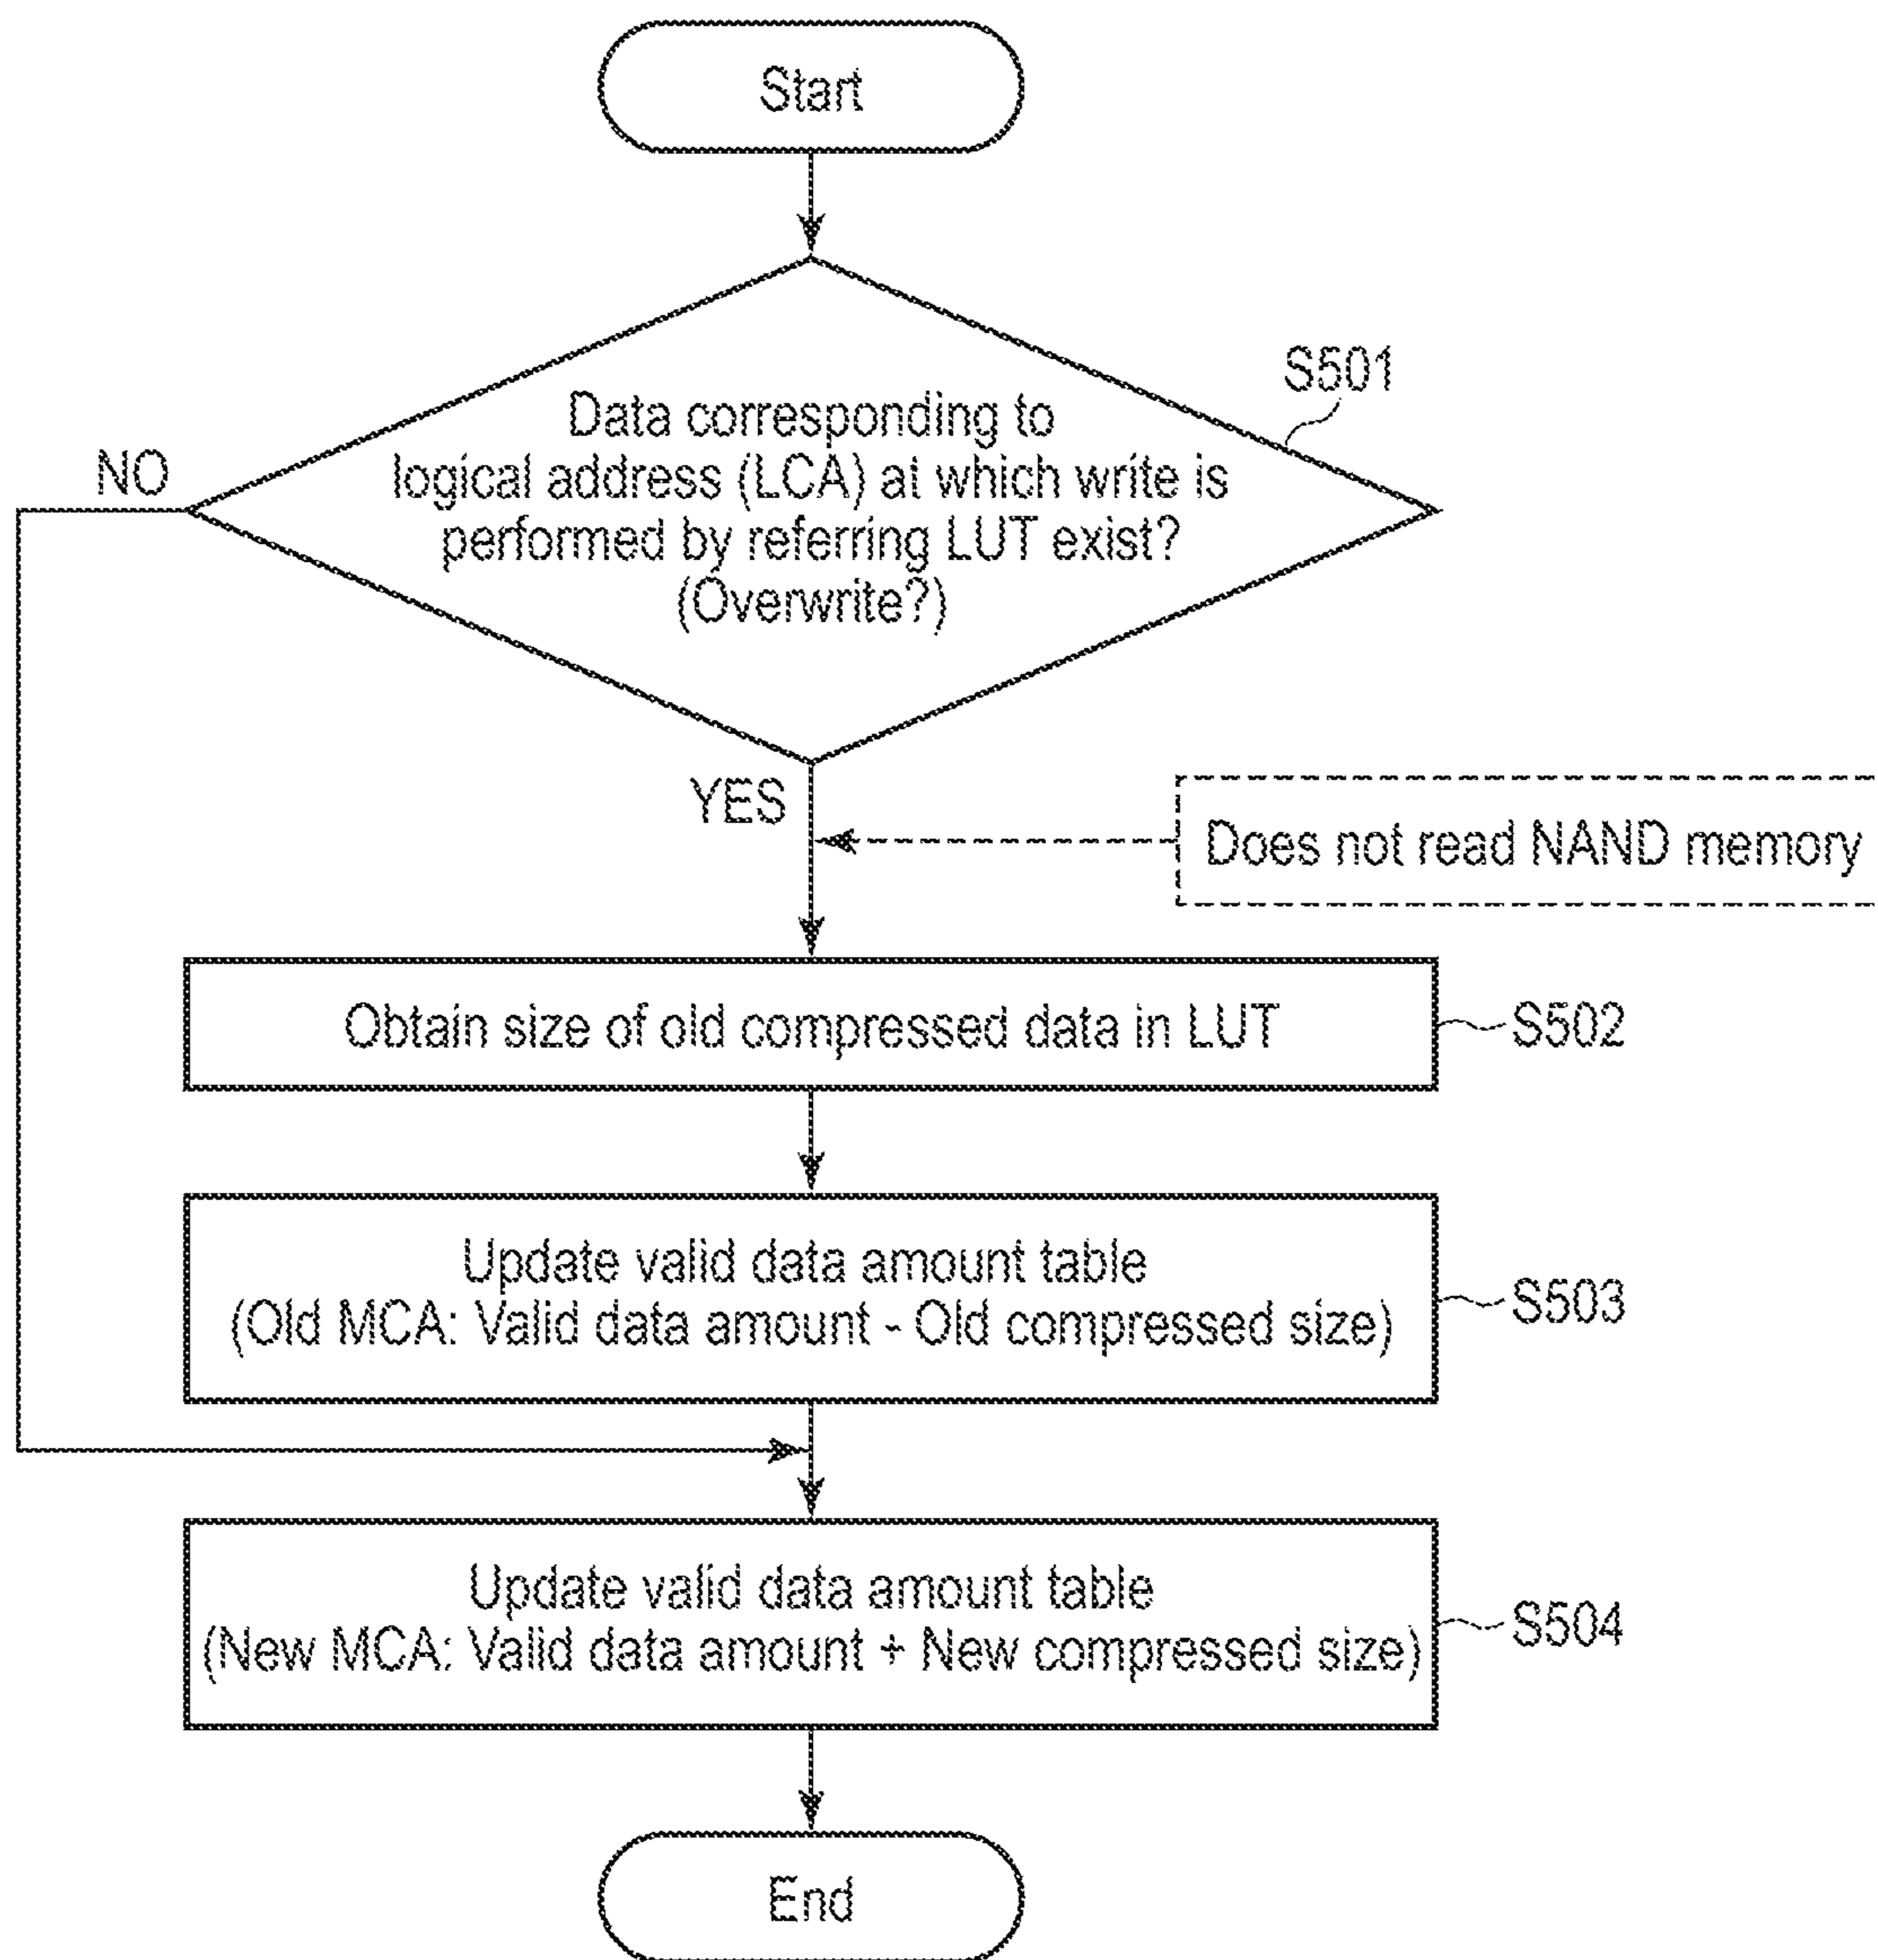 Start
S501
Data corresponding to
logical address (LCA) at which write is
performed by referring LUT exist?
(Overwrite?)
NO
YES
Does not read NAND memory
Obtain size of old compressed data in LUT
S502
Update valid data amount table
(Old MCA: Valid data amount - Old compressed size)
S503
Update valid data amount table
(New MCA: Valid data amount + New compressed size)
S504
End